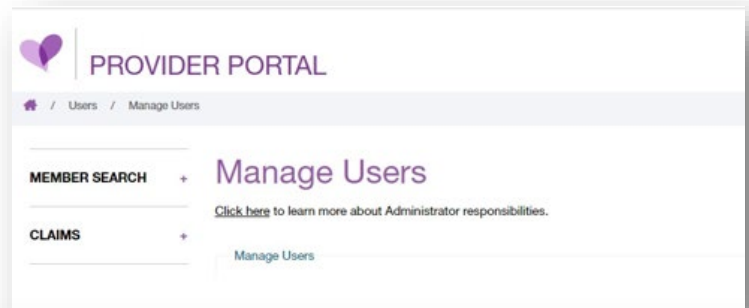 PROVIDER PORTAL
/ Users / Manage Users
MEMBER SEARCH +
Manage Users
Click here to learn more about Administrator responsibilities.
CLAIMS +
Manage Users